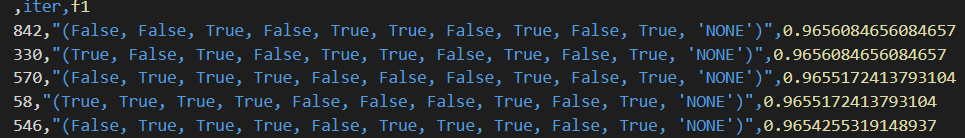 ,iter,f1
842,"(False, False, True, False, True, True, False, True, False, True, 'NONE')",0.9656084656084657
330,"(True, False, True, False, True, True, False, True, False, True, 'NONE')",0.9656084656084657
570,"(False, True, True, True, False, False, False, True, False, True, 'NONE')",0.9655172413793104
58,"(True, True, True, True, False, False, False, True, False, True, 'NONE')",0.9655172413793104
546,"(False, True, True, True, False, True, True, True, False, True, 'NONE')",0.9654255319148937